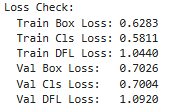 Loss Check:
Train Box Loss: 0.6283
Train Cls Loss: 0.5811
Train DFL Loss: 1.0440
Val Box Loss: 0.7026
Val Cls Loss: 0.7004
Val DFL Loss: 1.0920